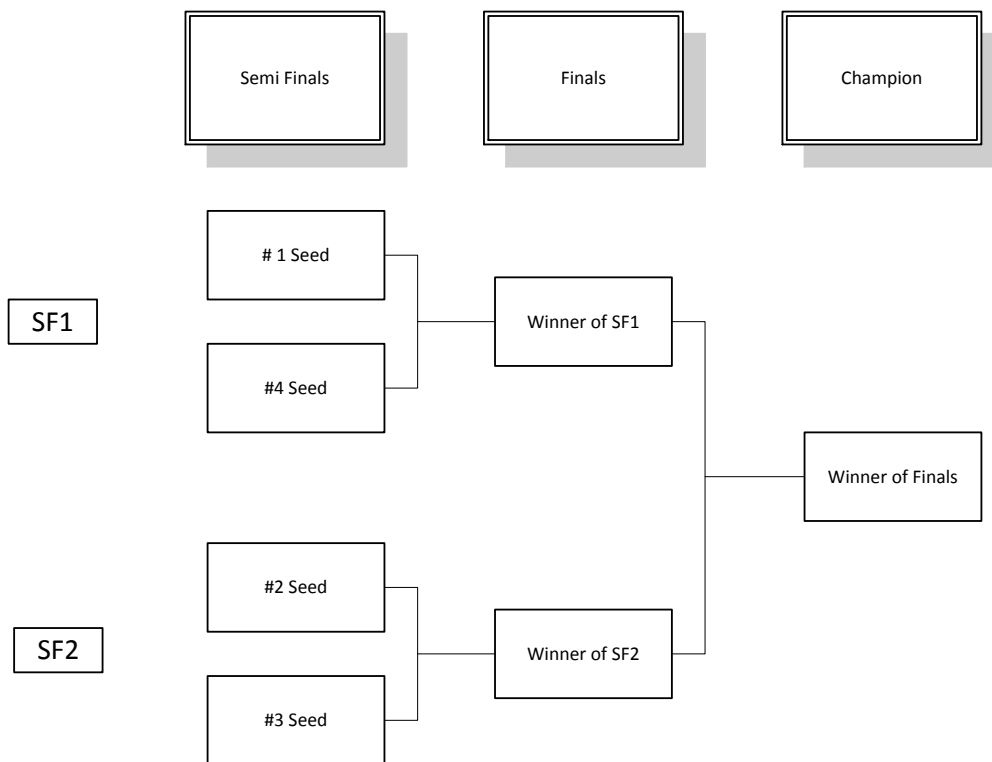 Semi Finals
Finals
Champion
# 1 Seed
SF1
Winner of SF1
#4 Seed
Winner of Finals
#2 Seed
SF2
Winner of SF2
#3 Seed